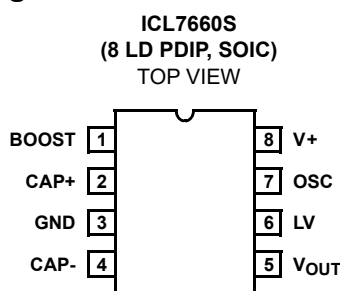 ICL7660S
(8 LD PDIP, SOIC)
TOP VIEW
BOOST 1 8 V+
CAP+ 2 7 OSC
GND 3 6 LV
CAP- 4 5 VOUT